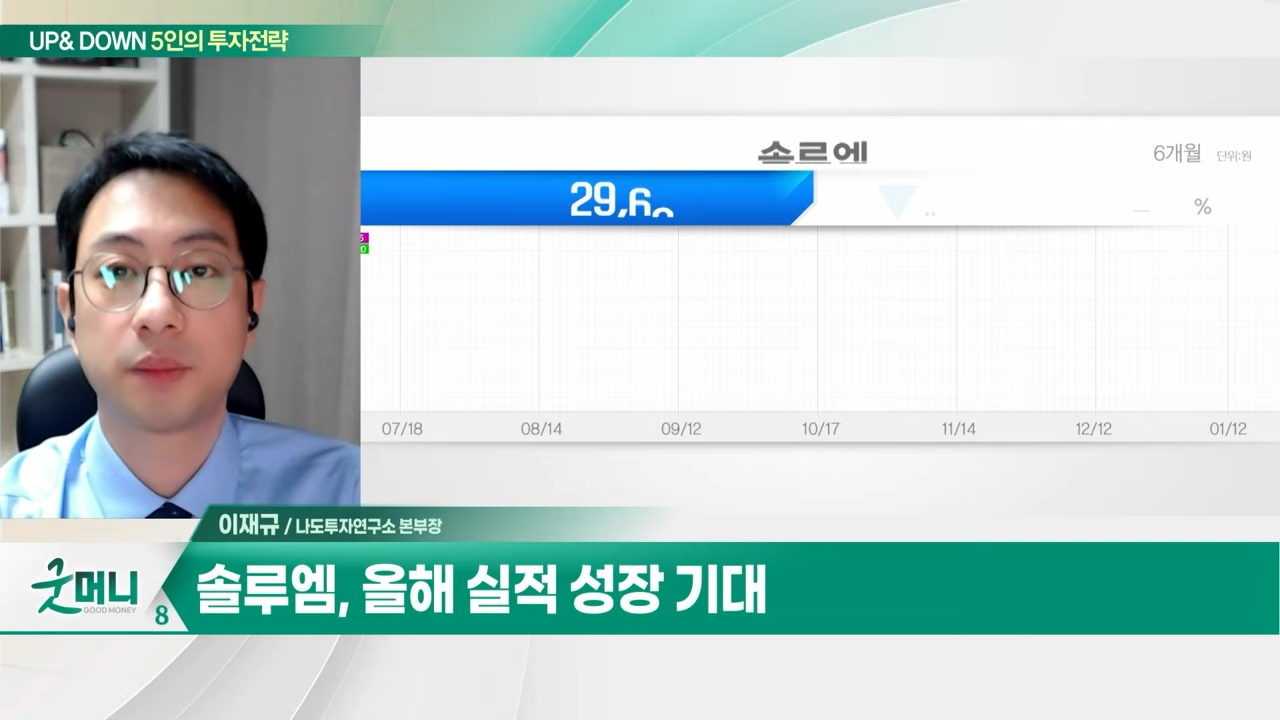 UP& DOWN 5인의 투자전략
6개월 단위:원
%
07/18 08/14 09/12 10/17 11/14 12/12 01/12
이재규 / 나도투자연구소 본부장
굿머니
GOOD MONEY
8
솔루엠, 올해 실적 성장 기대